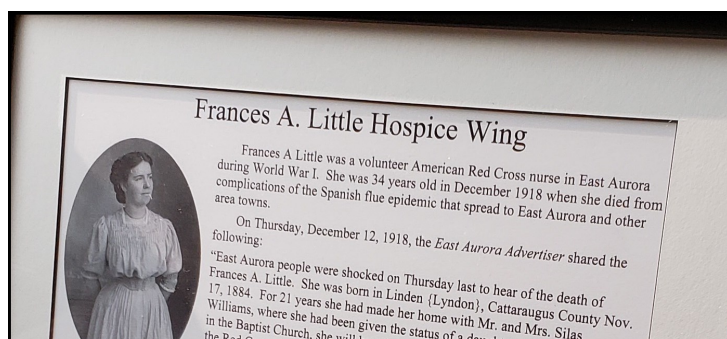 Frances A. Little Hospice Wing
Frances A Little was a volunteer American Red Cross nurse in East Aurora
during World War I. She was 34 years old in December 1918 when she died from
complications of the Spanish flue epidemic that spread to East Aurora and other
area towns.
On Thursday, December 12, 1918, the East Aurora Advertiser shared the
following:
"East Aurora people were shocked on Thursday last to hear of the death of
Frances A. Little. She was born in Linden {Lyndon}, Cattaraugus County Nov.
17, 1884. For 21 years she had made her home with Mr. and Mrs. Silas
Williams, where she had been given the status of a
in the Baptist Church, she will
the Red